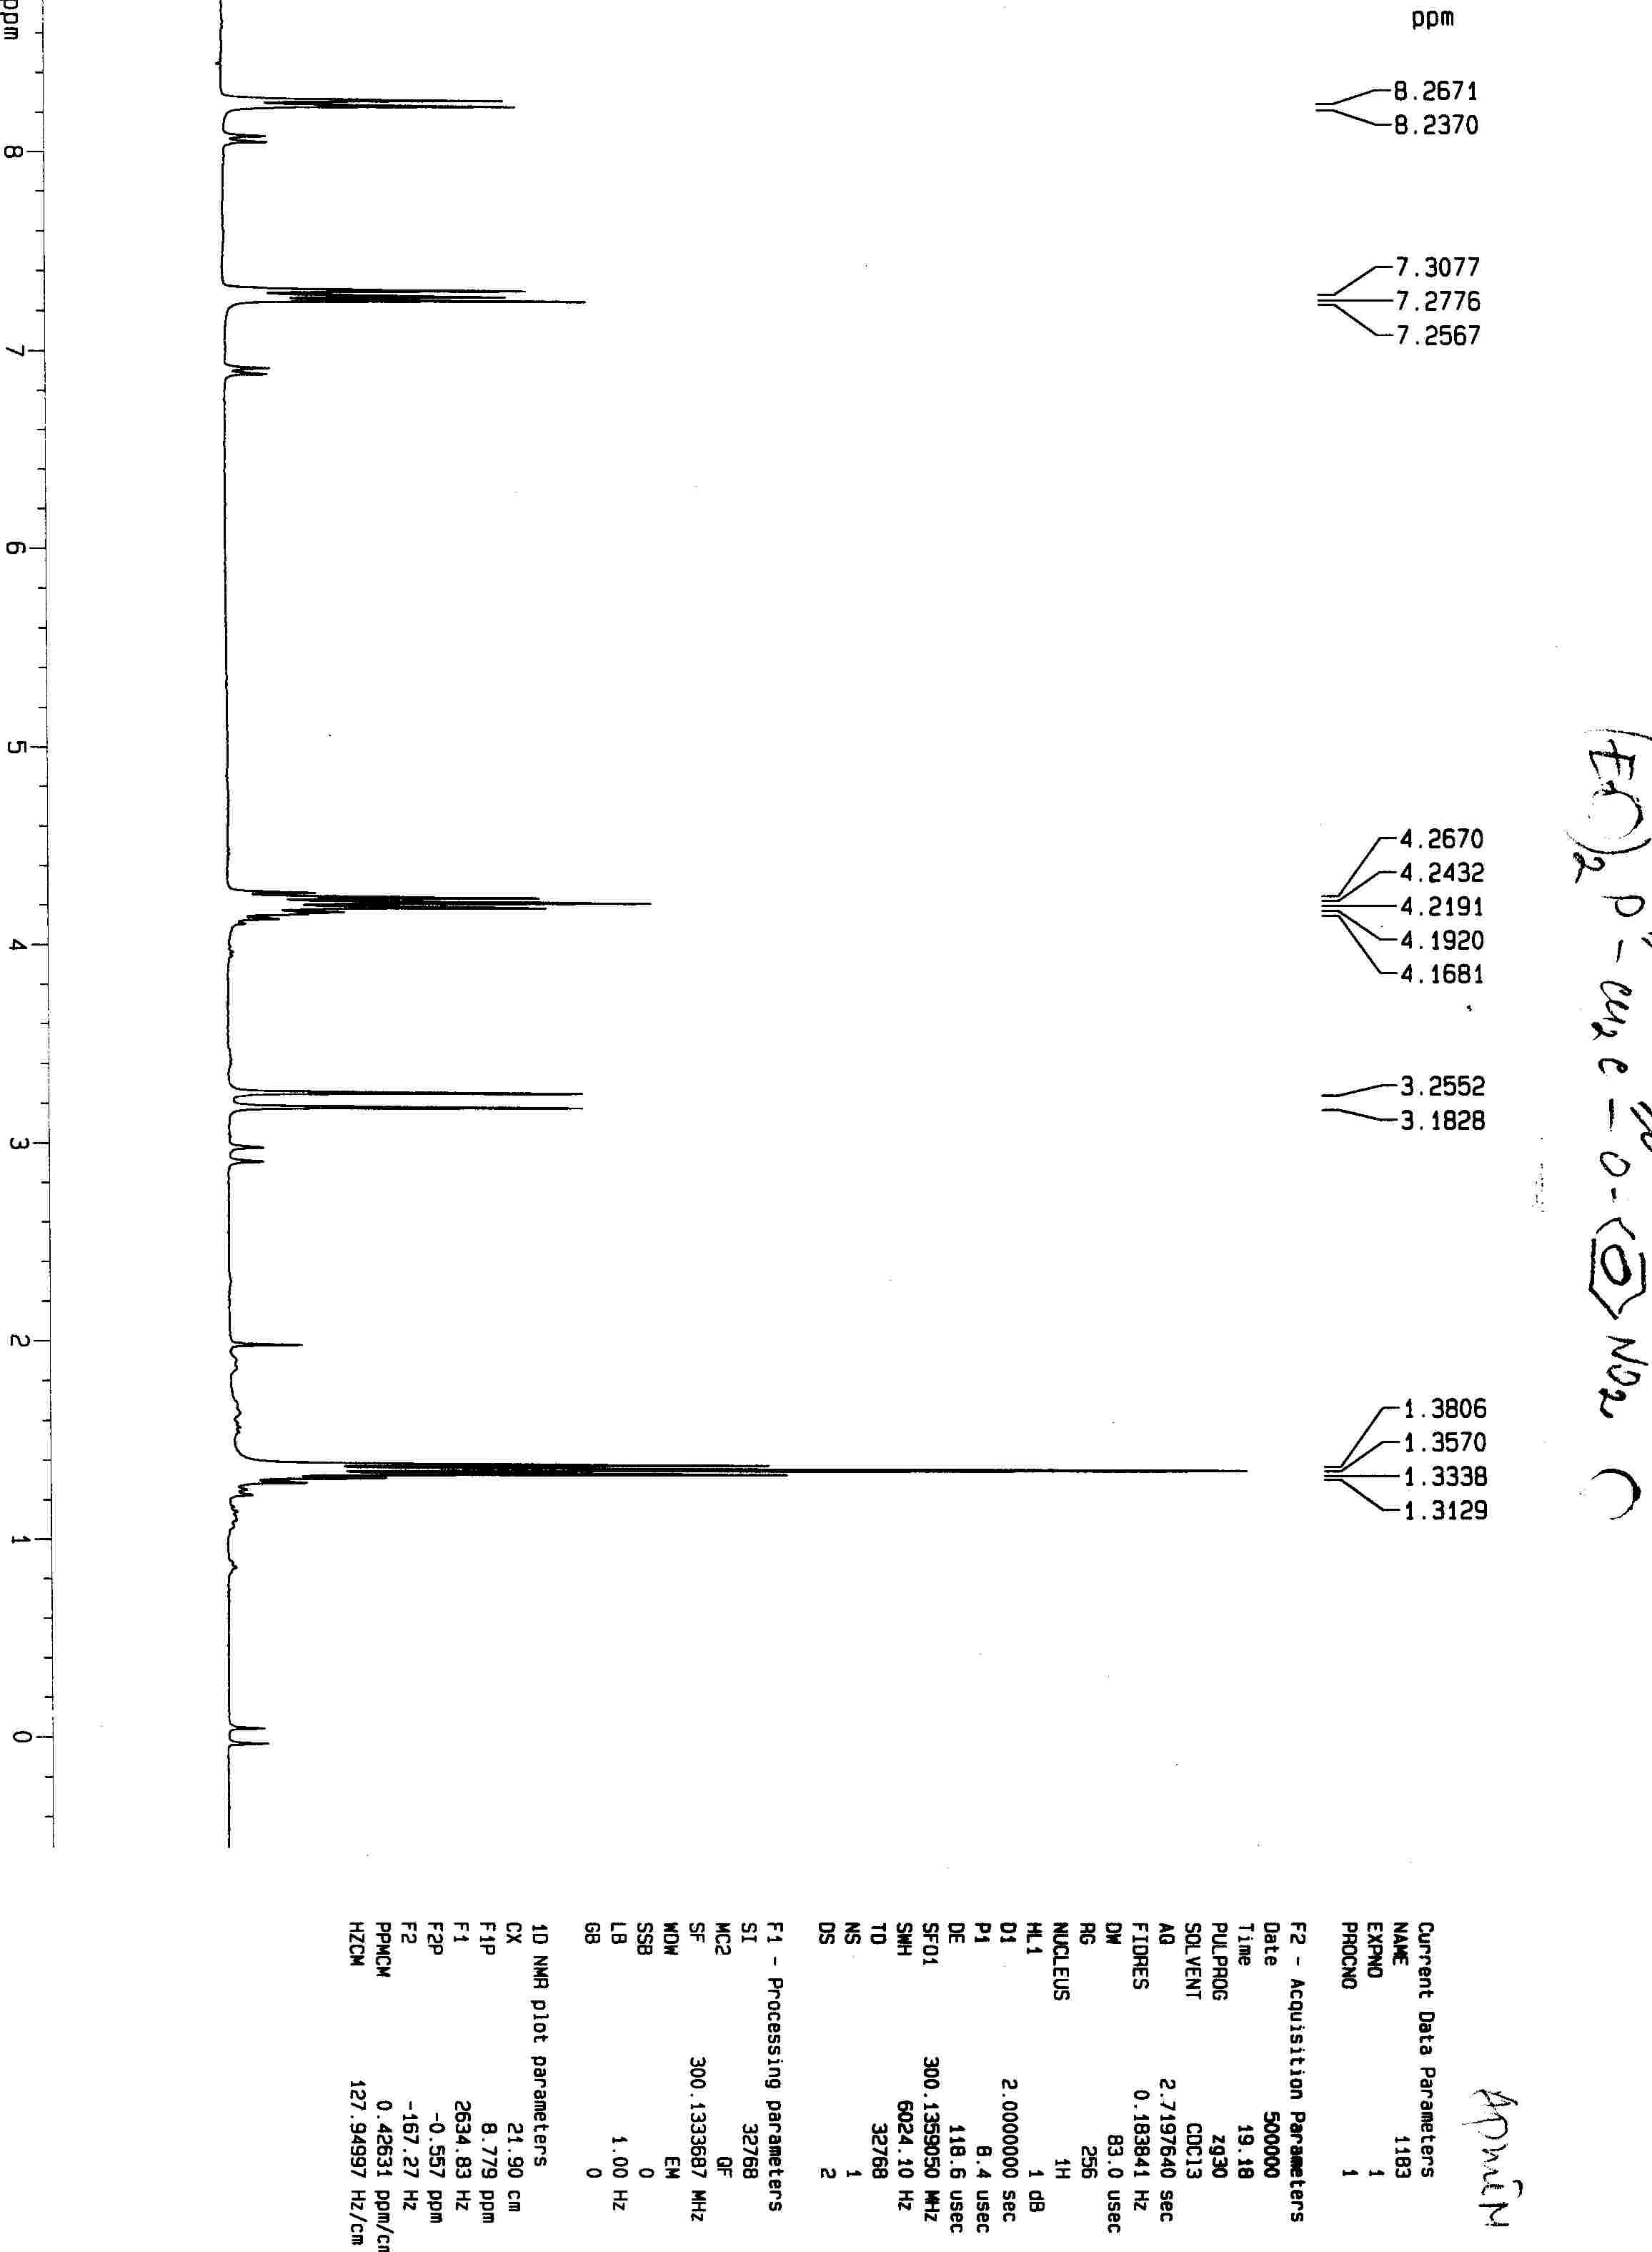 ppm
8.2671
8.2370
7.3077
7.2776
7.2567
4.2670
4.2432
4.2191
4.1920
4.1681
3.2552
3.1828
1.3806
1.3570
1.3338
1.3129
ppm
8
7
6
5
4
3
2
1
0
NO2
Current Data Parameters
NAME 1183
EXPNO 1
PROCNO 1
F2 - Acquisition Parameters
Date 500000
Time 19.18
PULPROG zg30
SOLVENT CDCl3
AQ 2.7197640 sec
FIDRES 0.183841 Hz
DW 83.0 usec
RG 256
NUCLEUS 1H
HL1 1 dB
D1 2.0000000 sec
P1 8.4 usec
DE 118.6 usec
SFO1 300.1359050 MHz
SWH 6024.10 Hz
TD 32768
NS 1
DS 2
F1 - Processing parameters
SI 32768
MC2 QF
SF 300.1333687 MHz
WDW EM
SSB 0
LB 1.00 Hz
GB 0
1D NMR plot parameters
CX 21.90 cm
F1P 8.779 ppm
F1 2634.83 Hz
F2P -0.557 ppm
F2 -167.27 Hz
PPMCM 0.42631 ppm/cm
HZCM 127.94997 Hz/cm